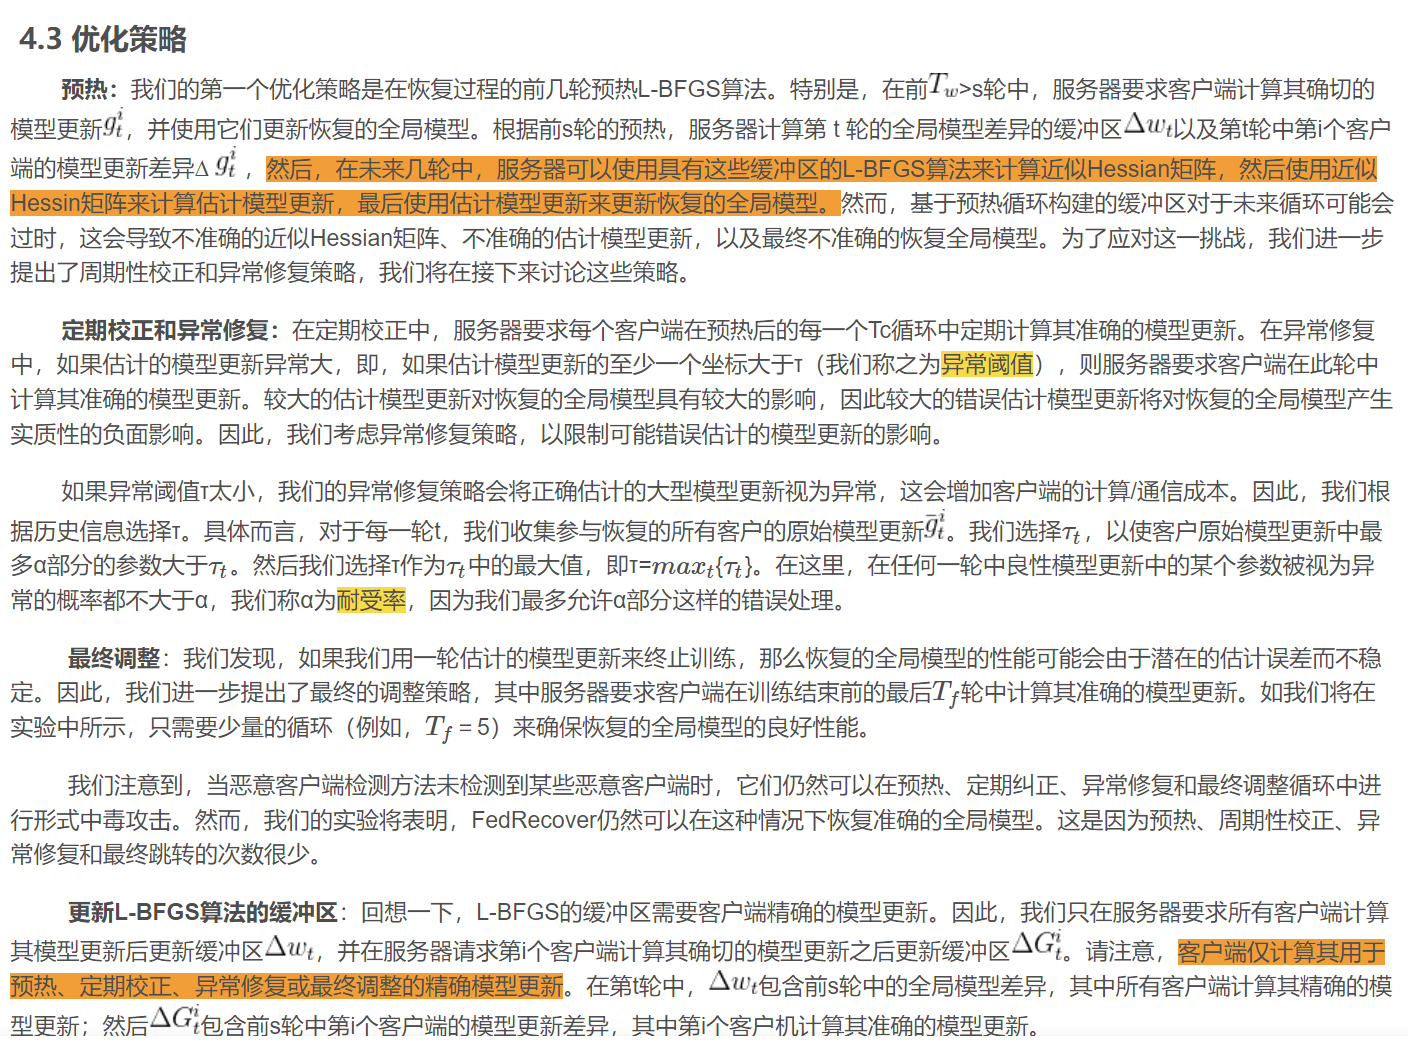 4.3 优化策略
预热：我们的第一个优化策略是在恢复过程的前几轮预热L-BFGS算法。特别是，在前T_w>s轮中，服务器要求客户端计算其确切的
模型更新g_t^i，并使用它们更新恢复的全局模型。根据前s轮的预热，服务器计算第 t 轮的全局模型差异的缓冲区Δw_t以及第t轮中第i个客户
端的模型更新差异Δ g_t^i ，然后，在未来几轮中，服务器可以使用具有这些缓冲区的L-BFGS算法来计算近似Hessian矩阵，然后使用近似
Hessin矩阵来计算估计模型更新，最后使用估计模型更新来更新恢复的全局模型。然而，基于预热循环构建的缓冲区对于未来循环可能会
过时，这会导致不准确的近似Hessian矩阵、不准确的估计模型更新，以及最终不准确的恢复全局模型。为了应对这一挑战，我们进一步
提出了周期性校正和异常修复策略，我们将在接下来讨论这些策略。
定期校正和异常修复：在定期校正中，服务器要求每个客户端在预热后的每一个Tc循环中定期计算其准确的模型更新。在异常修复
中，如果估计的模型更新异常大，即，如果估计模型更新的至少一个坐标大于τ（我们称之为异常阈值），则服务器要求客户端在此轮中
计算其准确的模型更新。较大的估计模型更新对恢复的全局模型具有较大的影响，因此较大的错误估计模型更新将对恢复的全局模型产生
实质性的负面影响。因此，我们考虑异常修复策略，以限制可能错误估计的模型更新的影响。
如果异常阈值τ太小，我们的异常修复策略会将正确估计的大型模型更新视为异常，这会增加客户端的计算/通信成本。因此，我们根
据历史信息选择τ。具体而言，对于每一轮t，我们收集参与恢复的所有客户的原始模型更新ḡ_t^i。我们选择τ_t，以使客户原始模型更新中最
多α部分的参数大于τ_t。然后我们选择τ作为τ_t中的最大值，即τ=max_t{τ_t}。在这里，在任何一轮中良性模型更新中的某个参数被视为异
常的概率都不大于α，我们称α为耐受率，因为我们最多允许α部分这样的错误处理。
最终调整：我们发现，如果我们用一轮估计的模型更新来终止训练，那么恢复的全局模型的性能可能会由于潜在的估计误差而不稳
定。因此，我们进一步提出了最终的调整策略，其中服务器要求客户端在训练结束前的最后T_f轮中计算其准确的模型更新。如我们将在
实验中所示，只需要少量的循环（例如，T_f = 5）来确保恢复的全局模型的良好性能。
我们注意到，当恶意客户端检测方法未检测到某些恶意客户端时，它们仍然可以在预热、定期纠正、异常修复和最终调整循环中进
行形式中毒攻击。然而，我们的实验将表明，FedRecover仍然可以在这种情况下恢复准确的全局模型。这是因为预热、周期性校正、异
常修复和最终跳转的次数很少。
更新L-BFGS算法的缓冲区：回想一下，L-BFGS的缓冲区需要客户端精确的模型更新。因此，我们只在服务器要求所有客户端计算
其模型更新后更新缓冲区Δw_t，并在服务器请求第i个客户端计算其确切的模型更新之后更新缓冲区ΔG_t^i。请注意，客户端仅计算其用于
预热、定期校正、异常修复或最终调整的精确模型更新。在第t轮中，Δw_t包含前s轮中的全局模型差异，其中所有客户端计算其精确的模
型更新；然后ΔG_t^i包含前s轮中第i个客户端的模型更新差异，其中第i个客户机计算其准确的模型更新。